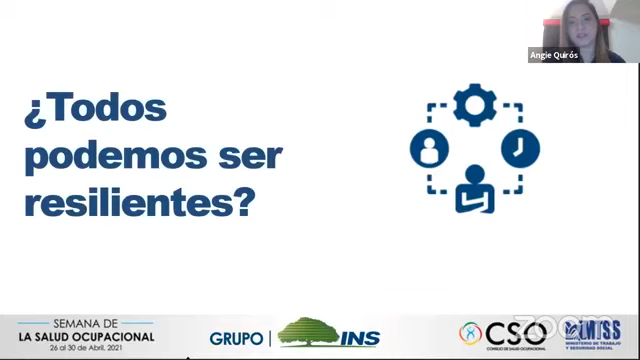 Angie Quirós
¿Todos
podemos ser
resilientes?
SEMANA DE
LA SALUD OCUPACIONAL
26 al 30 de Abril, 2021
GRUPO
INS
CSO
CONSEJO DE SALUD OCUPACIONAL
MTSS
MINISTERIO DE TRABAJO
Y SEGURIDAD SOCIAL
zoom